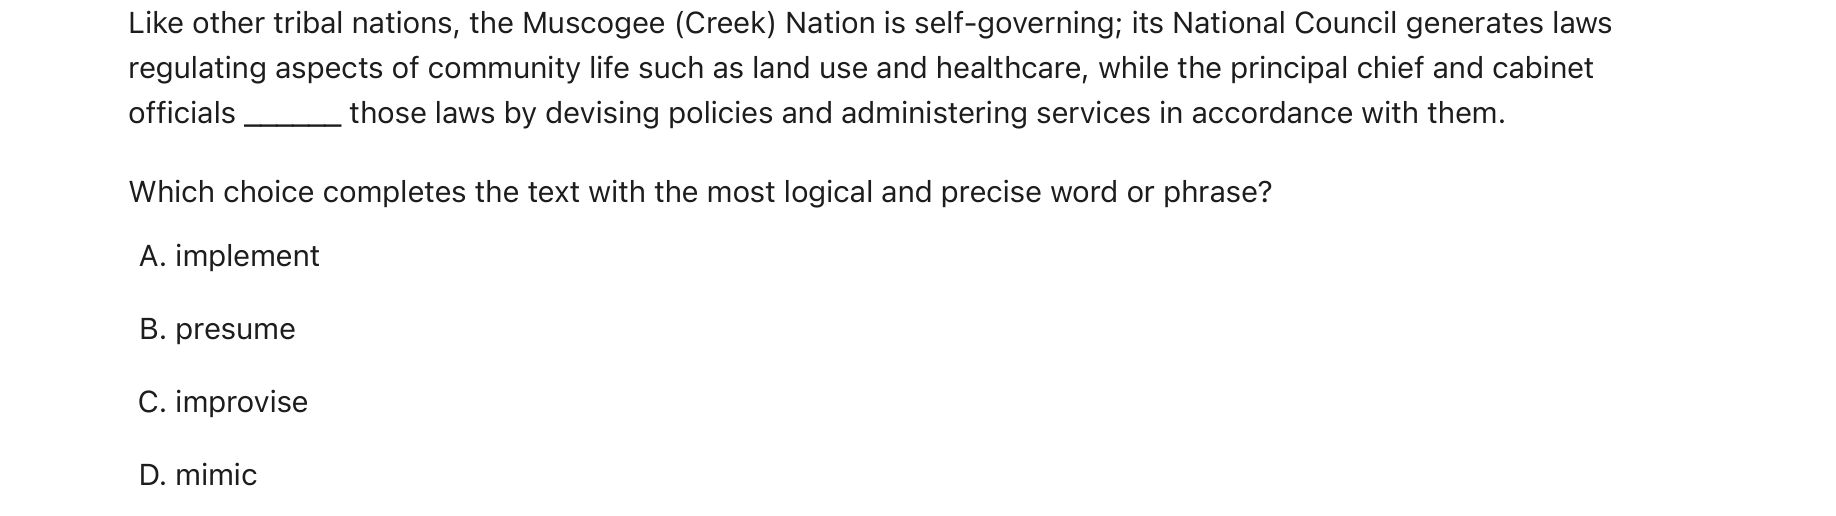 Like other tribal nations, the Muscogee (Creek) Nation is self-governing; its National Council generates laws
regulating aspects of community life such as land use and healthcare, while the principal chief and cabinet
officials ______ those laws by devising policies and administering services in accordance with them.
Which choice completes the text with the most logical and precise word or phrase?
A. implement
B. presume
C. improvise
D. mimic